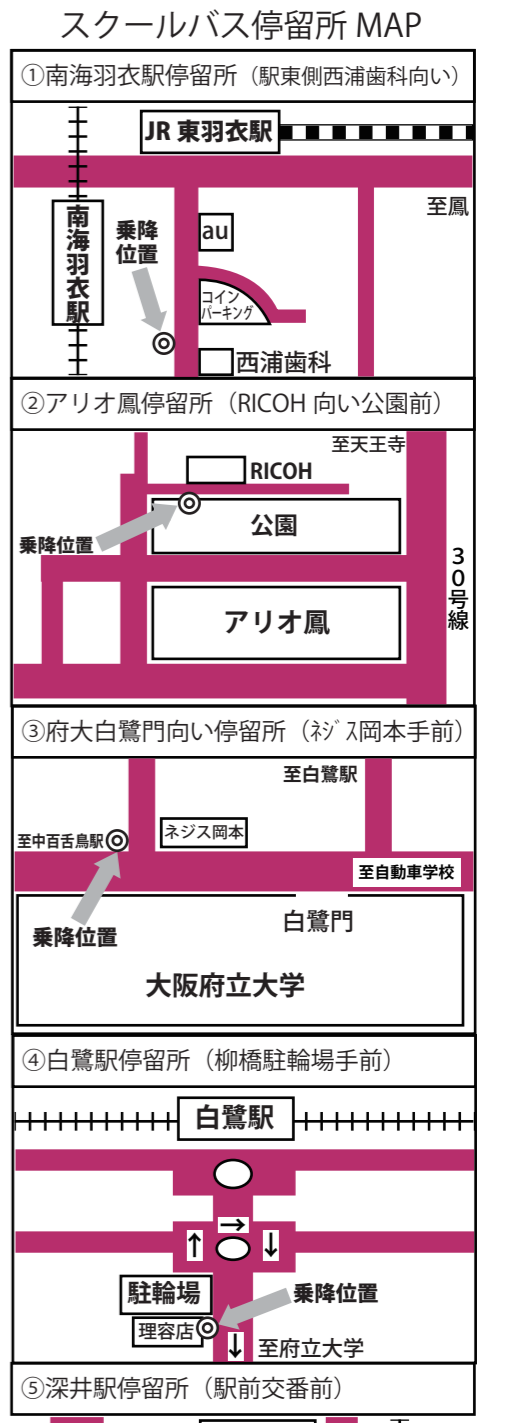 スクールバス停留所 MAP
①南海羽衣駅停留所（駅東側西浦歯科向い）
JR 東羽衣駅
至鳳
南海羽衣駅
乗降
位置
au
コイン
パーキング
西浦歯科
②アリオ鳳停留所（RICOH 向い公園前）
至天王寺
RICOH
公園
乗降位置
30号線
アリオ鳳
③府大白鷺門向い停留所（ﾈｼﾞｽ岡本手前）
至白鷺駅
ネジス岡本
至中百舌鳥駅
至自動車学校
乗降位置
白鷺門
大阪府立大学
④白鷺駅停留所（柳橋駐輪場手前）
白鷺駅
→
↑
↓
駐輪場
乗降位置
理容店
↓
至府立大学
⑤深井駅停留所（駅前交番前）